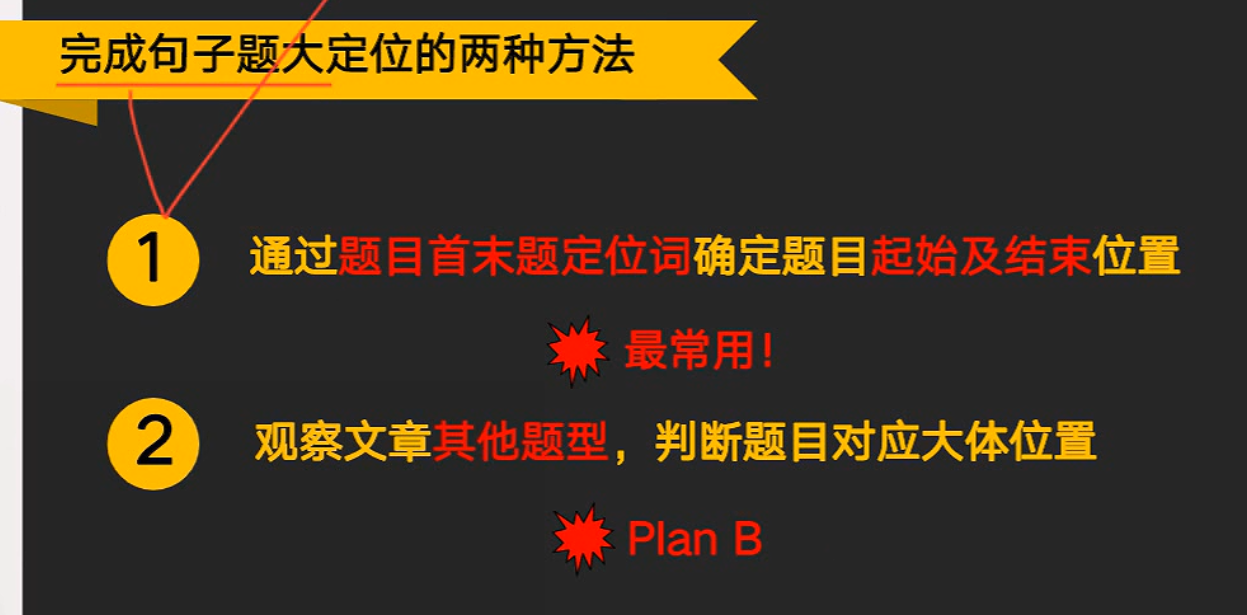 完成句子题大定位的两种方法
1
通过题目首末题定位词确定题目起始及结束位置
最常用！
2
观察文章其他题型，判断题目对应大体位置
Plan B